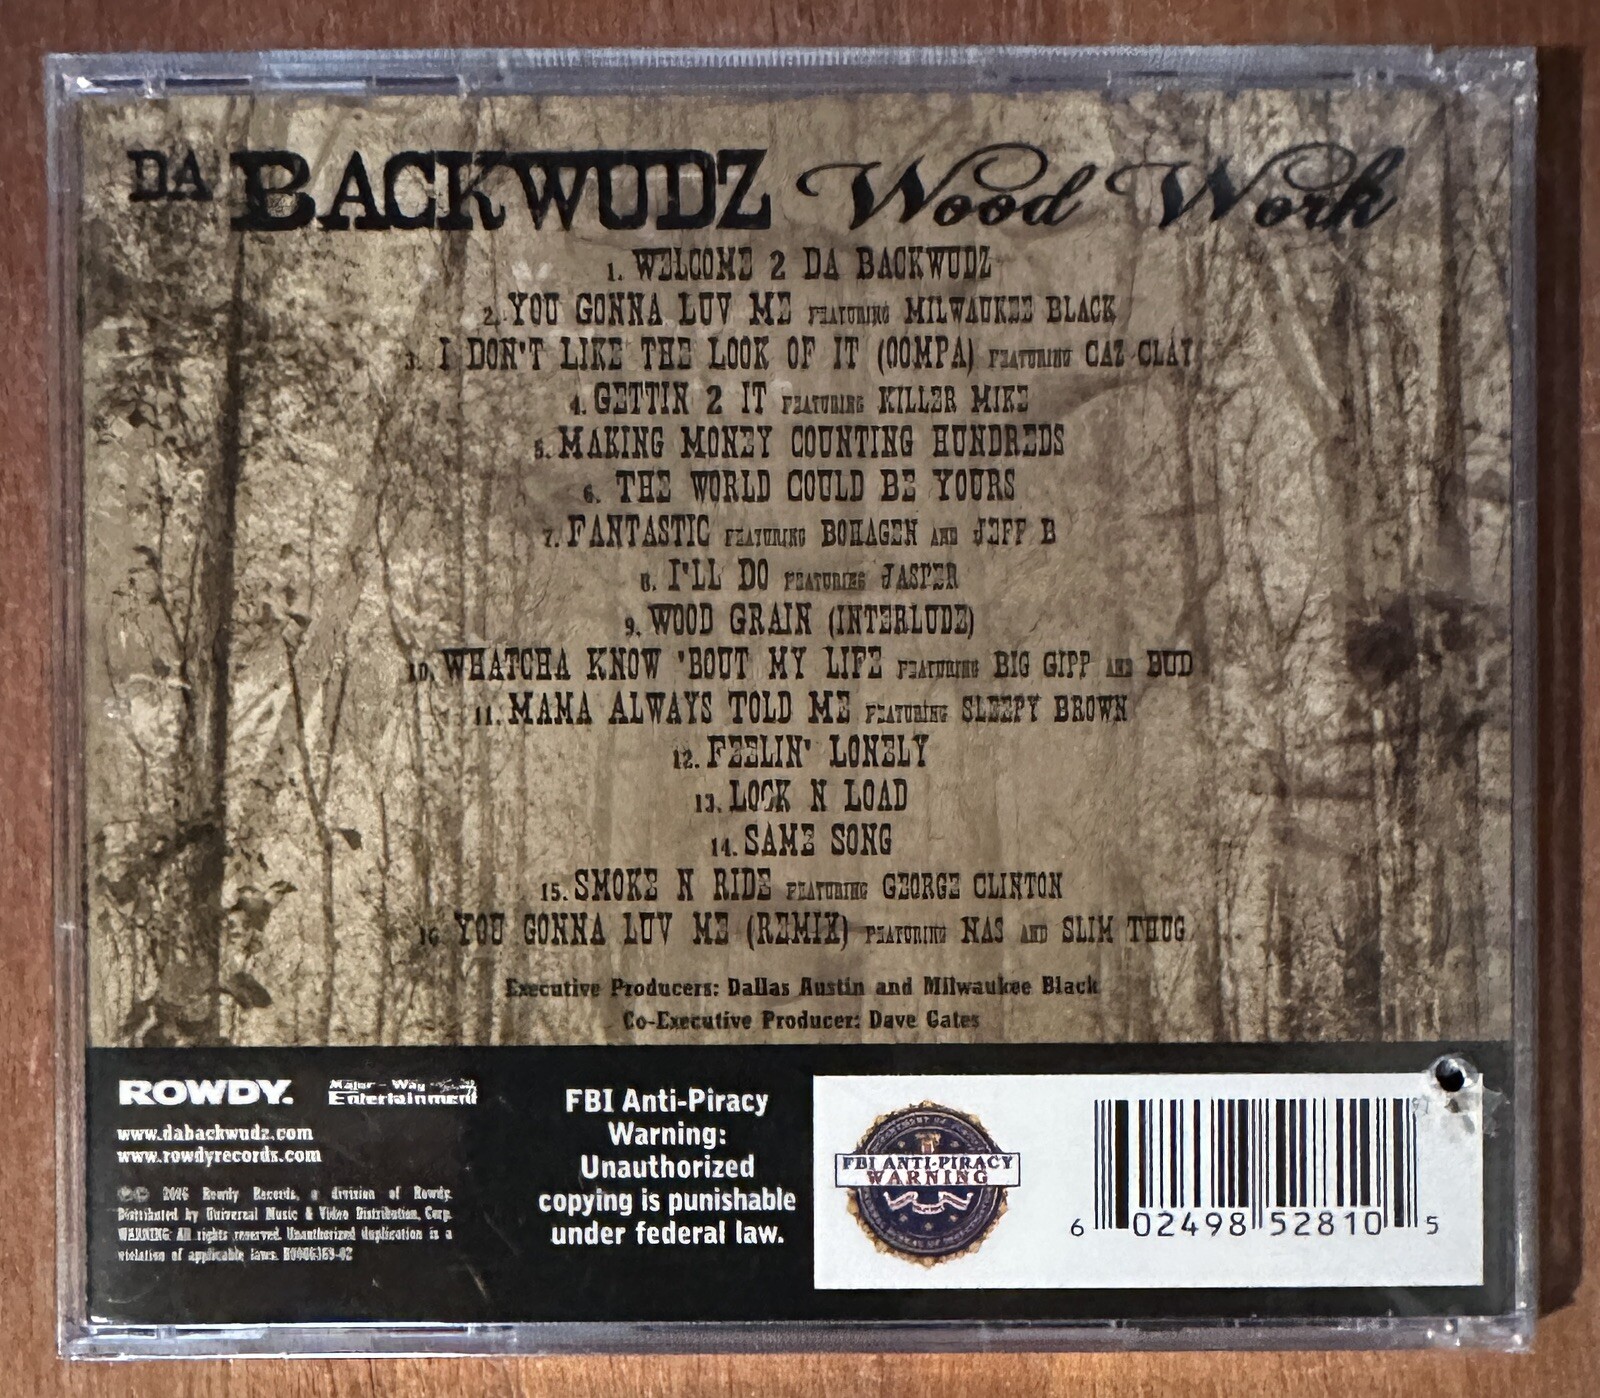 DA BACKWUDZ Wood Work
1. WELCOME 2 DA BACKWUDZ
2. YOU GONNA LUV ME FEATURING MILWAUKEE BLACK
3. I DON'T LIKE THE LOOK OF IT (OOMPA) FEATURING CAZ CLAY
4. GETTIN 2 IT FEATURING KILLER MIKE
5. MAKING MONEY COUNTING HUNDREDS
6. THE WORLD COULD BE YOURS
7. FANTASTIC FEATURING BOHAGEN AND JEFF B
8. I'LL DO FEATURING JASPER
9. WOOD GRAIN (INTERLUDE)
10. WHATCHA KNOW 'BOUT MY LIFE FEATURING BIG GIPP AND BUD
11. MAMA ALWAYS TOLD ME FEATURING SLEEPY BROWN
12. FEELIN' LONELY
13. LOCK N LOAD
14. SAME SONG
15. SMOKE N RIDE FEATURING GEORGE CLINTON
16 YOU GONNA LUV ME (REMIX) FEATURING NAS AND SLIM THUG
Executive Producers: Dallas Austin and Milwaukee Black
Co-Executive Producer: Dave Gates
ROWDY.
Major - Way
Entertainment
www.dabackwudz.com
www.rowdyrecords.com
℗© 2006 Rowdy Records, a division of Rowdy.
Distributed by Universal Music & Video Distribution, Corp.
WARNING: All rights reserved. Unauthorized duplication is a
violation of applicable laws.
FBI Anti-Piracy
Warning:
Unauthorized
copying is punishable
under federal law.
FBI ANTI-PIRACY
WARNING
6 02498 52810 5